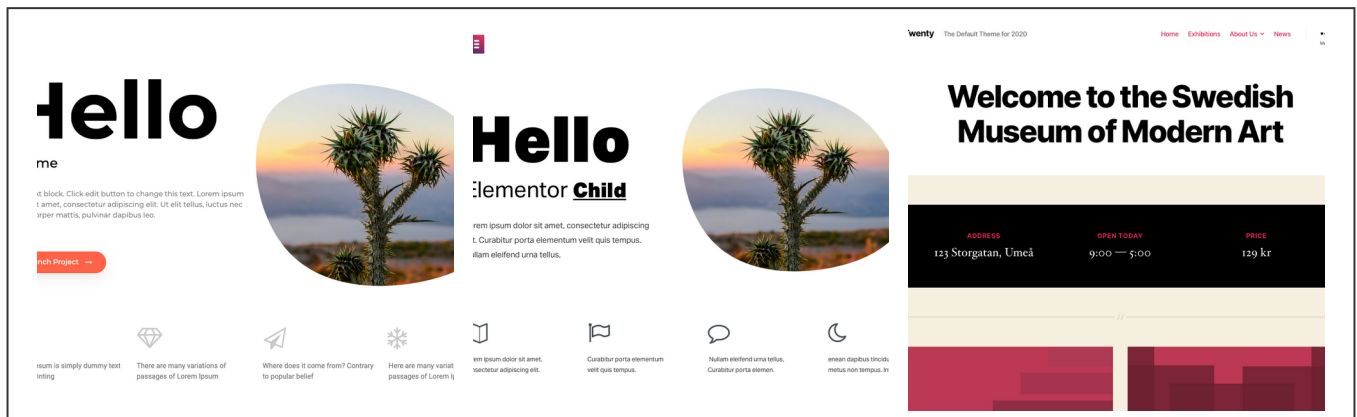 Hello
me
t block. Click edit button to change this text. Lorem ipsum
t amet, consectetur adipiscing elit. Ut elit tellus, luctus nec
orper mattis, pulvinar dapibus leo.
nch Project →
sum is simply dummy text
inting
There are many variations of
passages of Lorem Ipsum
Where does it come from? Contrary
to popular belief
Here are many variat
passages of Lorem I
Hello
Elementor Child
rem ipsum dolor sit amet, consectetur adipiscing
t. Curabitur porta elementum velit quis tempus.
ullam eleifend urna tellus,
rem ipsum dolor sit amet,
nsectetur adipiscing elit.
Curabitur porta elementum
velit quis tempus.
Nullam eleifend urna tellus,
Curabitur porta elemen.
enean dapibus tincidu
metus non tempus. In
Twenty The Default Theme for 2020
Home Exhibitions About Us News
Welcome to the Swedish
Museum of Modern Art
ADDRESS
123 Storgatan, Umeå
OPEN TODAY
9:00 — 5:00
PRICE
129 kr
//